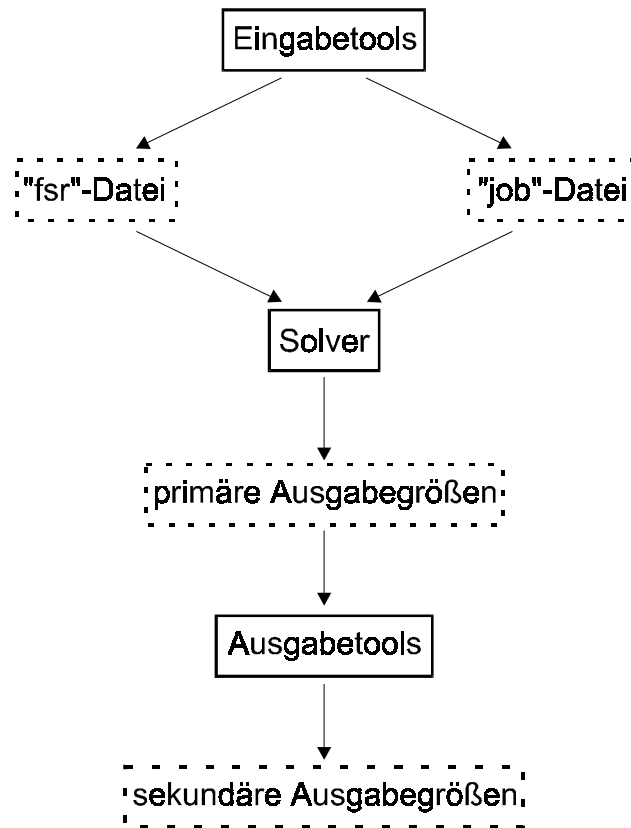 Eingabetools
"fsr"-Datei
"job"-Datei
Solver
primäre Ausgabegrößen
Ausgabetools
sekundäre Ausgabegrößen